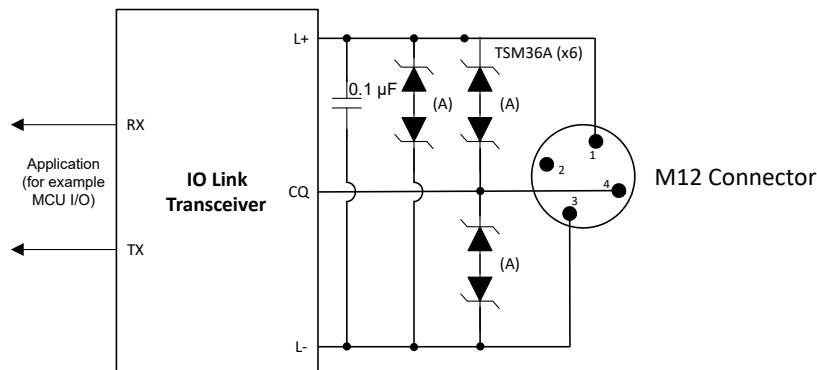 L+
TSM36A (x6)
0.1 µF
(A)
(A)
RX
1
2
Application
(for example
MCU I/O)
IO Link
Transceiver
CQ
4
M12 Connector
3
TX
(A)
L-